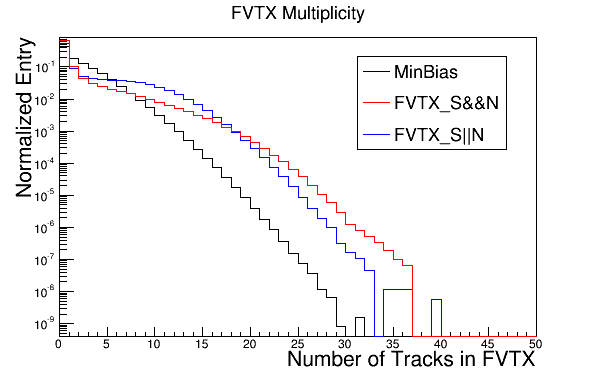 FVTX Multiplicity
Normalized Entry
MinBias
FVTX_S&&N
FVTX_S||N
10⁻¹
10⁻²
10⁻³
10⁻⁴
10⁻⁵
10⁻⁶
10⁻⁷
10⁻⁸
10⁻⁹
0 5 10 15 20 25 30 35 40 45 50
Number of Tracks in FVTX